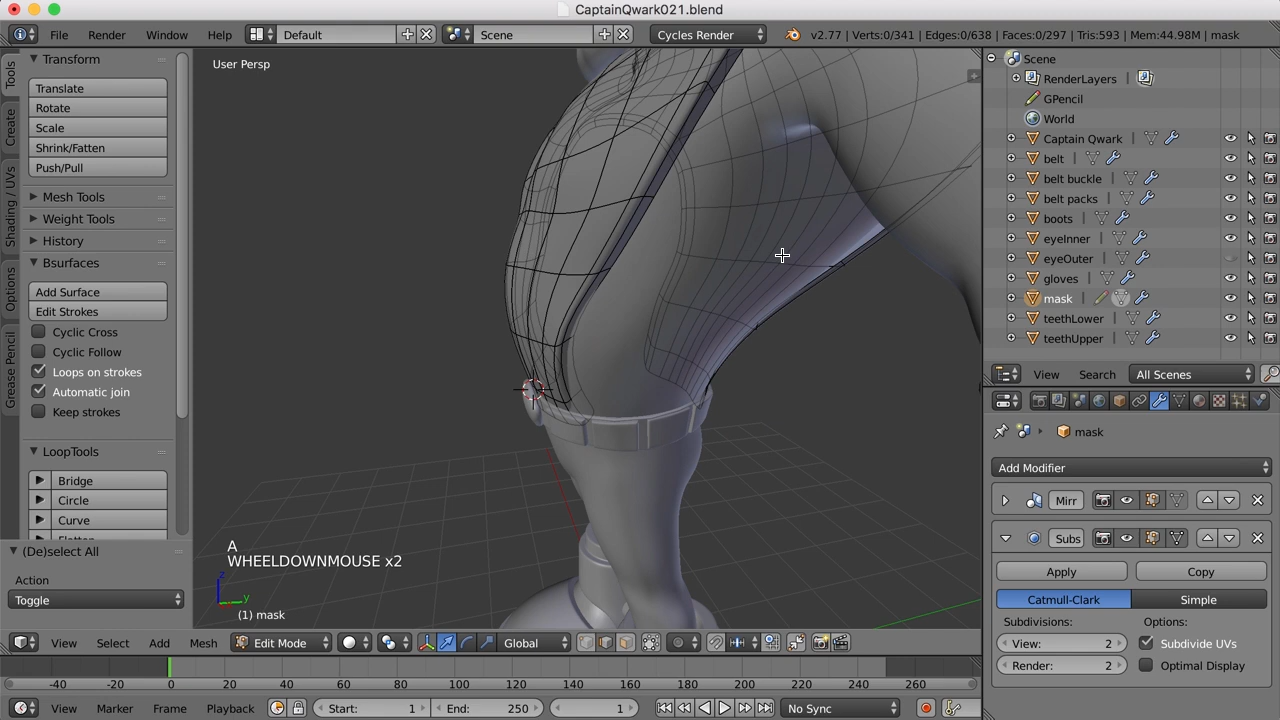 CaptainQwark021.blend
File Render Window Help Default Scene Cycles Render v2.77 | Verts:0/341 | Edges:0/638 | Faces:0/297 | Tris:593 | Mem:44.98M | mask
Tools
Create
Shading / UVs
Options
Grease Pencil
Transform
Translate
Rotate
Scale
Shrink/Fatten
Push/Pull
Mesh Tools
Weight Tools
History
Bsurfaces
Add Surface
Edit Strokes
Cyclic Cross
Cyclic Follow
Loops on strokes
Automatic join
Keep strokes
LoopTools
Bridge
Circle
Curve
(De)select All
Action
Toggle
User Persp
A
WHEELDOWNMOUSE x2
z
y
(1) mask
View Select Add Mesh Edit Mode Global
-40 -20 0 20 40 60 80 100 120 140 160 180 200 220 240 260
View Marker Frame Playback Start: 1 End: 250 1 No Sync
Scene
RenderLayers
GPencil
World
Captain Qwark
belt
belt buckle
belt packs
boots
eyeInner
eyeOuter
gloves
mask
teethLower
teethUpper
View Search All Scenes
mask
Add Modifier
Mirr
Subs
Apply Copy
Catmull-Clark Simple
Subdivisions: Options:
View: 2 Subdivide UVs
Render: 2 Optimal Display